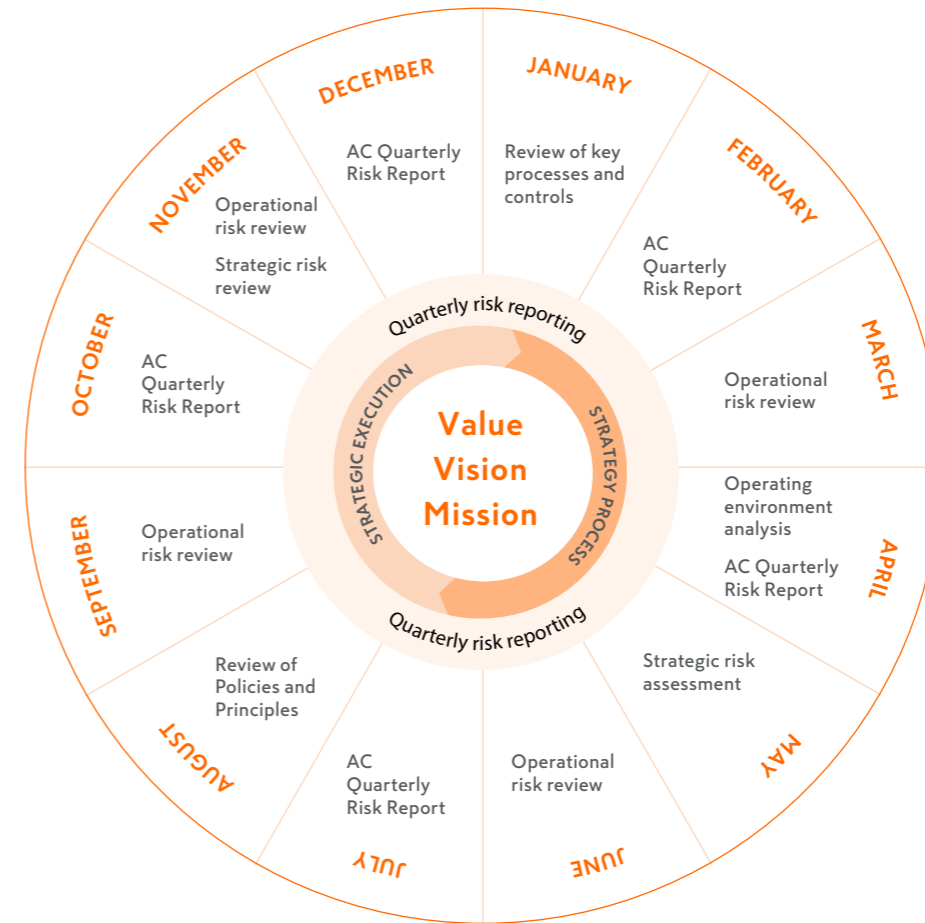 JANUARY
Review of key
processes and
controls
FEBRUARY
AC
Quarterly
Risk Report
MARCH
Operational
risk review
APRIL
Operating
environment
analysis
AC Quarterly
Risk Report
MAY
Strategic risk
assessment
JUNE
Operational
risk review
JULY
AC
Quarterly
Risk Report
AUGUST
Review of
Policies and
Principles
SEPTEMBER
Operational
risk review
OCTOBER
AC
Quarterly
Risk Report
NOVEMBER
Operational
risk review
Strategic risk
review
DECEMBER
AC Quarterly
Risk Report
Quarterly risk reporting
STRATEGIC EXECUTION
STRATEGY PROCESS
Value
Vision
Mission
Quarterly risk reporting